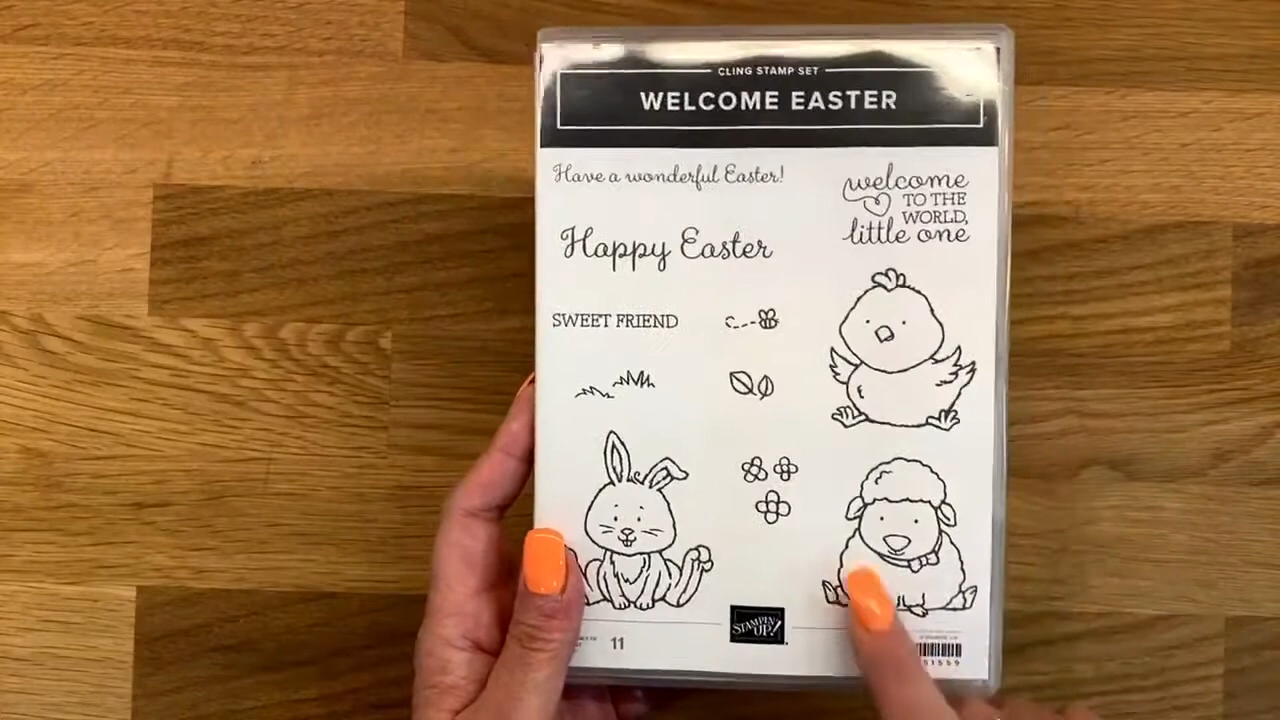 CLING STAMP SET
WELCOME EASTER
Have a wonderful Easter!
welcome
TO THE
WORLD,
little one
Happy Easter
SWEET FRIEND
STAMPIN'
UP!
11